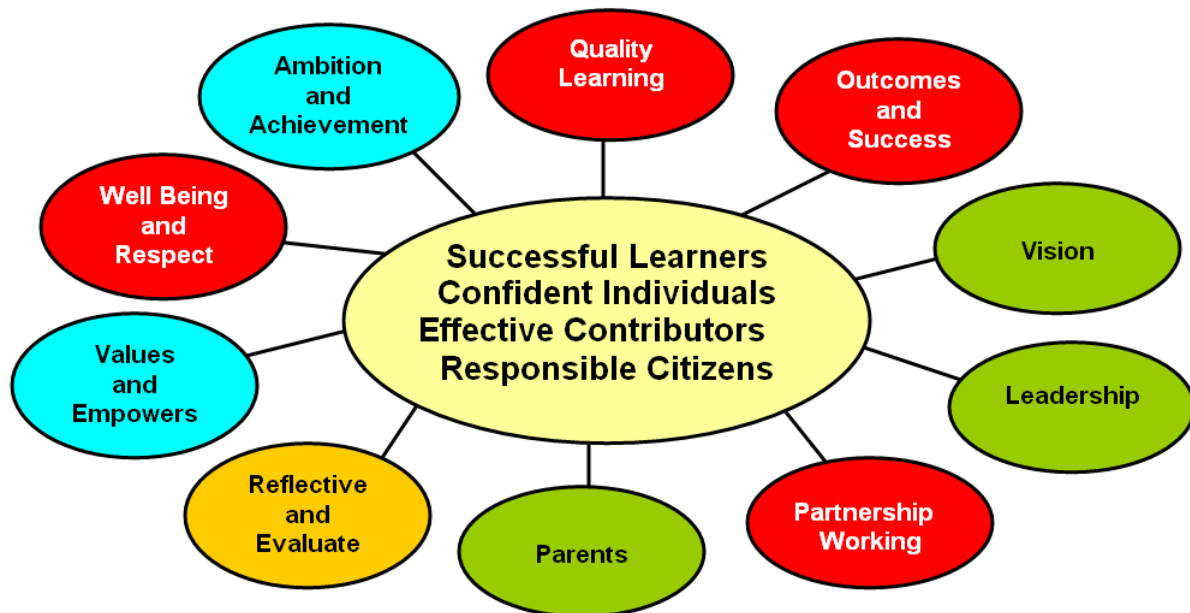 Ambition
and
Achievement
Quality
Learning
Outcomes
and
Success
Well Being
and
Respect
Vision
Successful Learners
Confident Individuals
Effective Contributors
Responsible Citizens
Values
and
Empowers
Leadership
Reflective
and
Evaluate
Parents
Partnership
Working